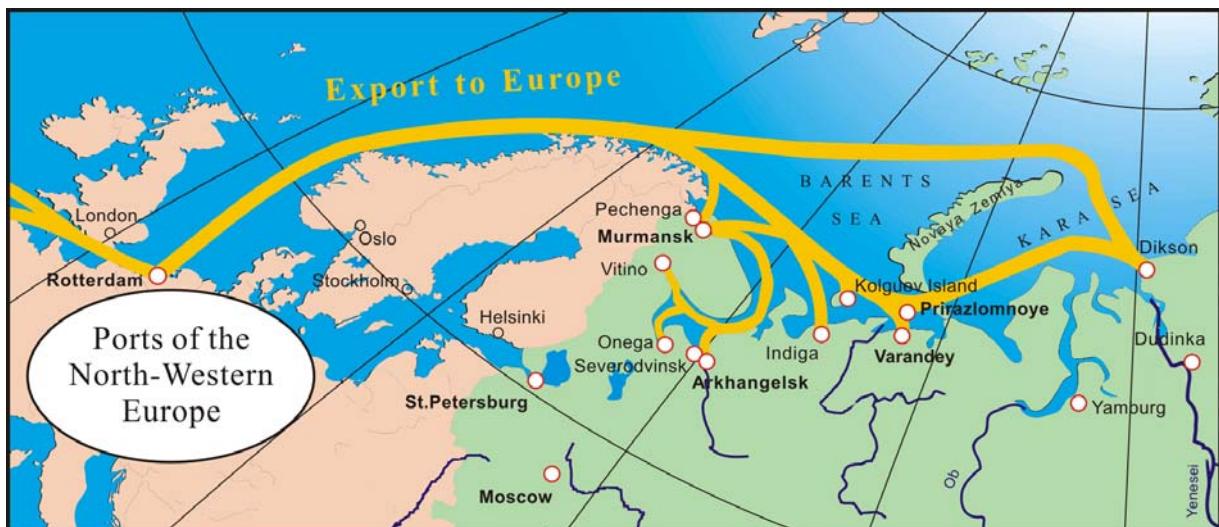 Export to Europe
BARENTS
SEA
Novaya Zemlya
KARA SEA
London
Rotterdam
Oslo
Stockholm
Helsinki
Pechenga
Murmansk
Vitino
Onega
Severodvinsk
Arkhangelsk
Indiga
Kolguev Island
Prirazlomnoye
Varandey
Dikson
Dudinka
Yamburg
Ob
Yenesei
St.Petersburg
Moscow
Ports of the
North-Western
Europe